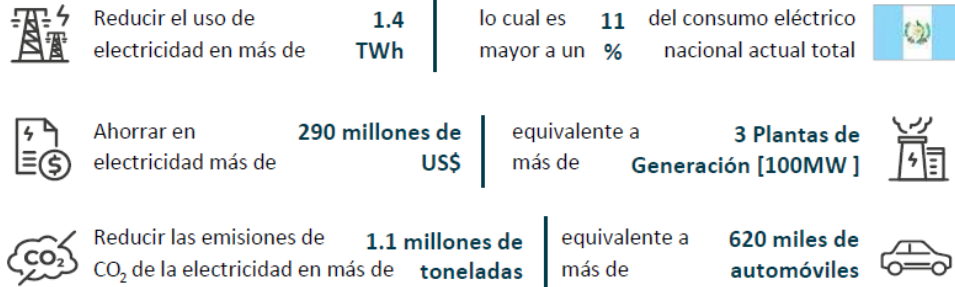 Reducir el uso de
electricidad en más de
1.4
TWh
lo cual es
mayor a un
11
%
del consumo eléctrico
nacional actual total
Ahorrar en
electricidad más de
290 millones de
US$
equivalente a
más de
3 Plantas de
Generación [100MW ]
$
Reducir las emisiones de
CO₂ de la electricidad en más de
1.1 millones de
toneladas
equivalente a
más de
620 miles de
automóviles
CO₂